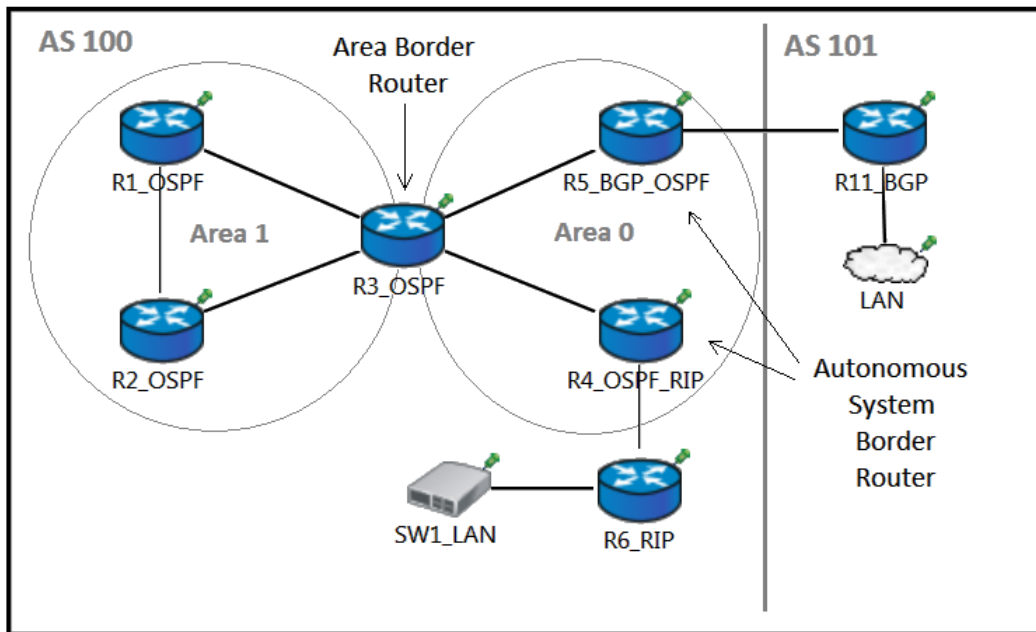 AS 100
Area Border
Router
AS 101
R1_OSPF
R5_BGP_OSPF
R11_BGP
Area 1
R3_OSPF
Area 0
LAN
R2_OSPF
R4_OSPF_RIP
Autonomous
System
Border
Router
SW1_LAN
R6_RIP